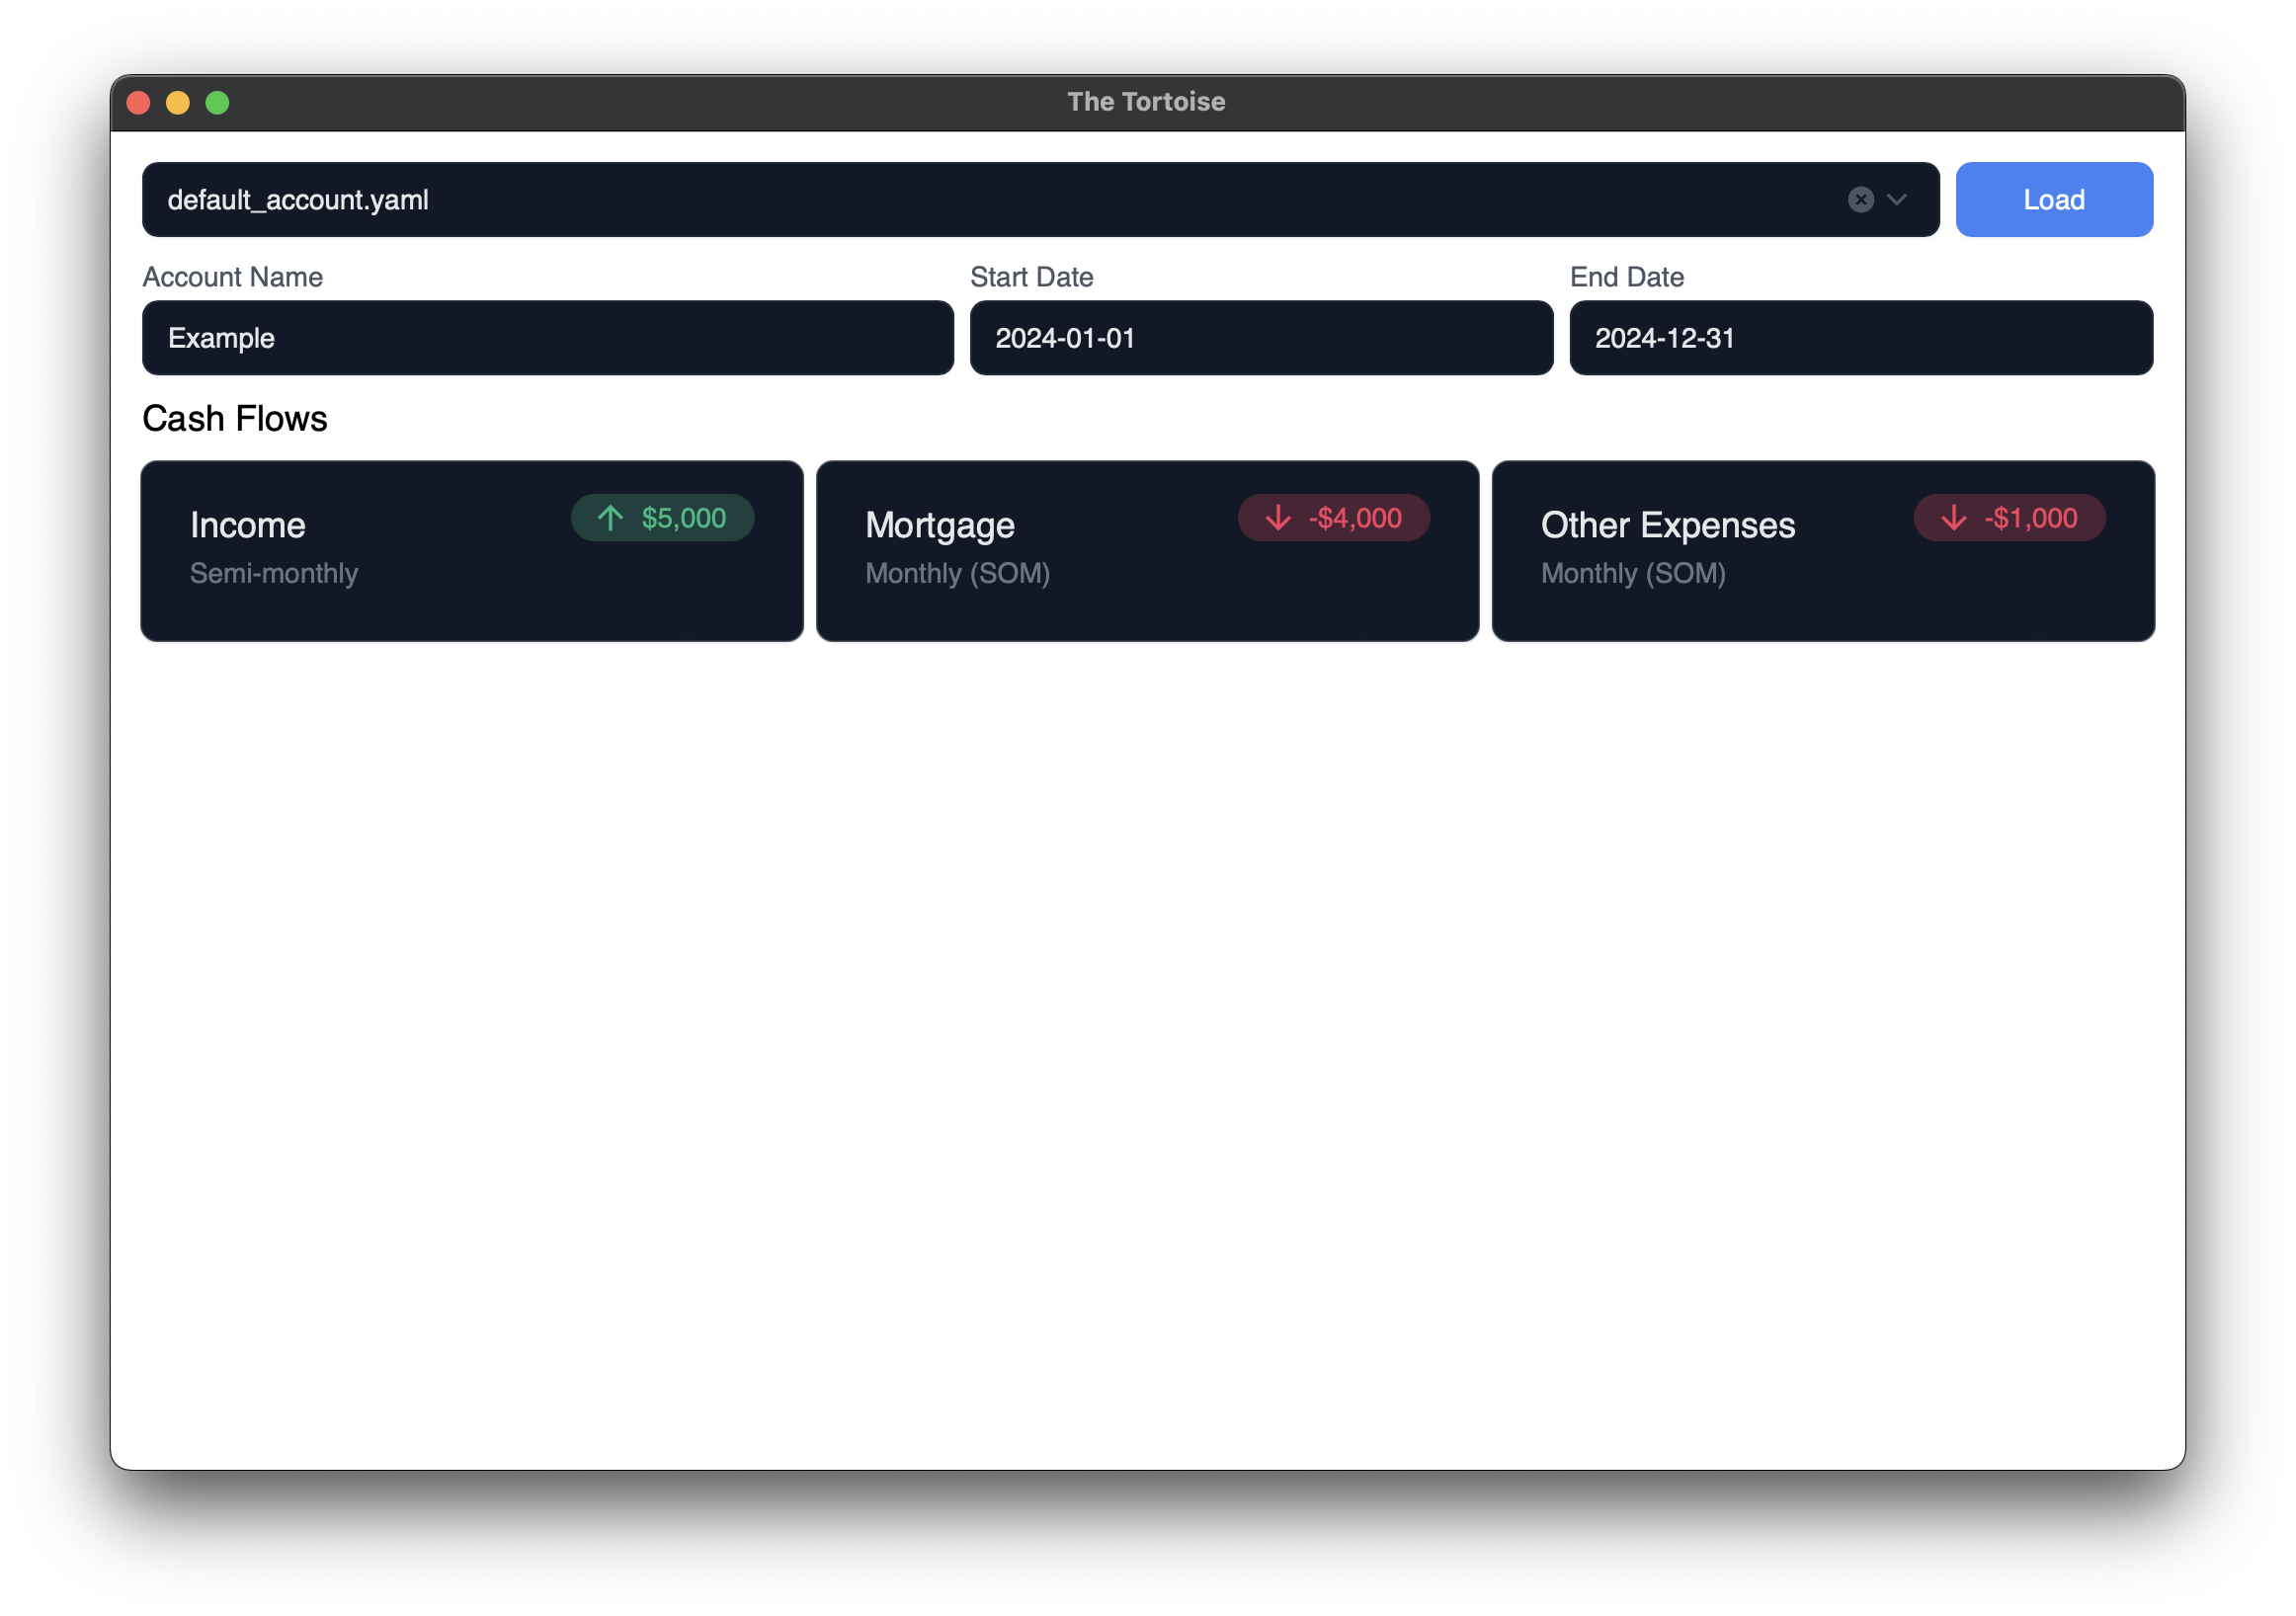 The Tortoise
default_account.yaml
Load
Account Name
Start Date
End Date
Example
2024-01-01
2024-12-31
Cash Flows
Income
$5,000
Semi-monthly
Mortgage
-$4,000
Monthly (SOM)
Other Expenses
-$1,000
Monthly (SOM)